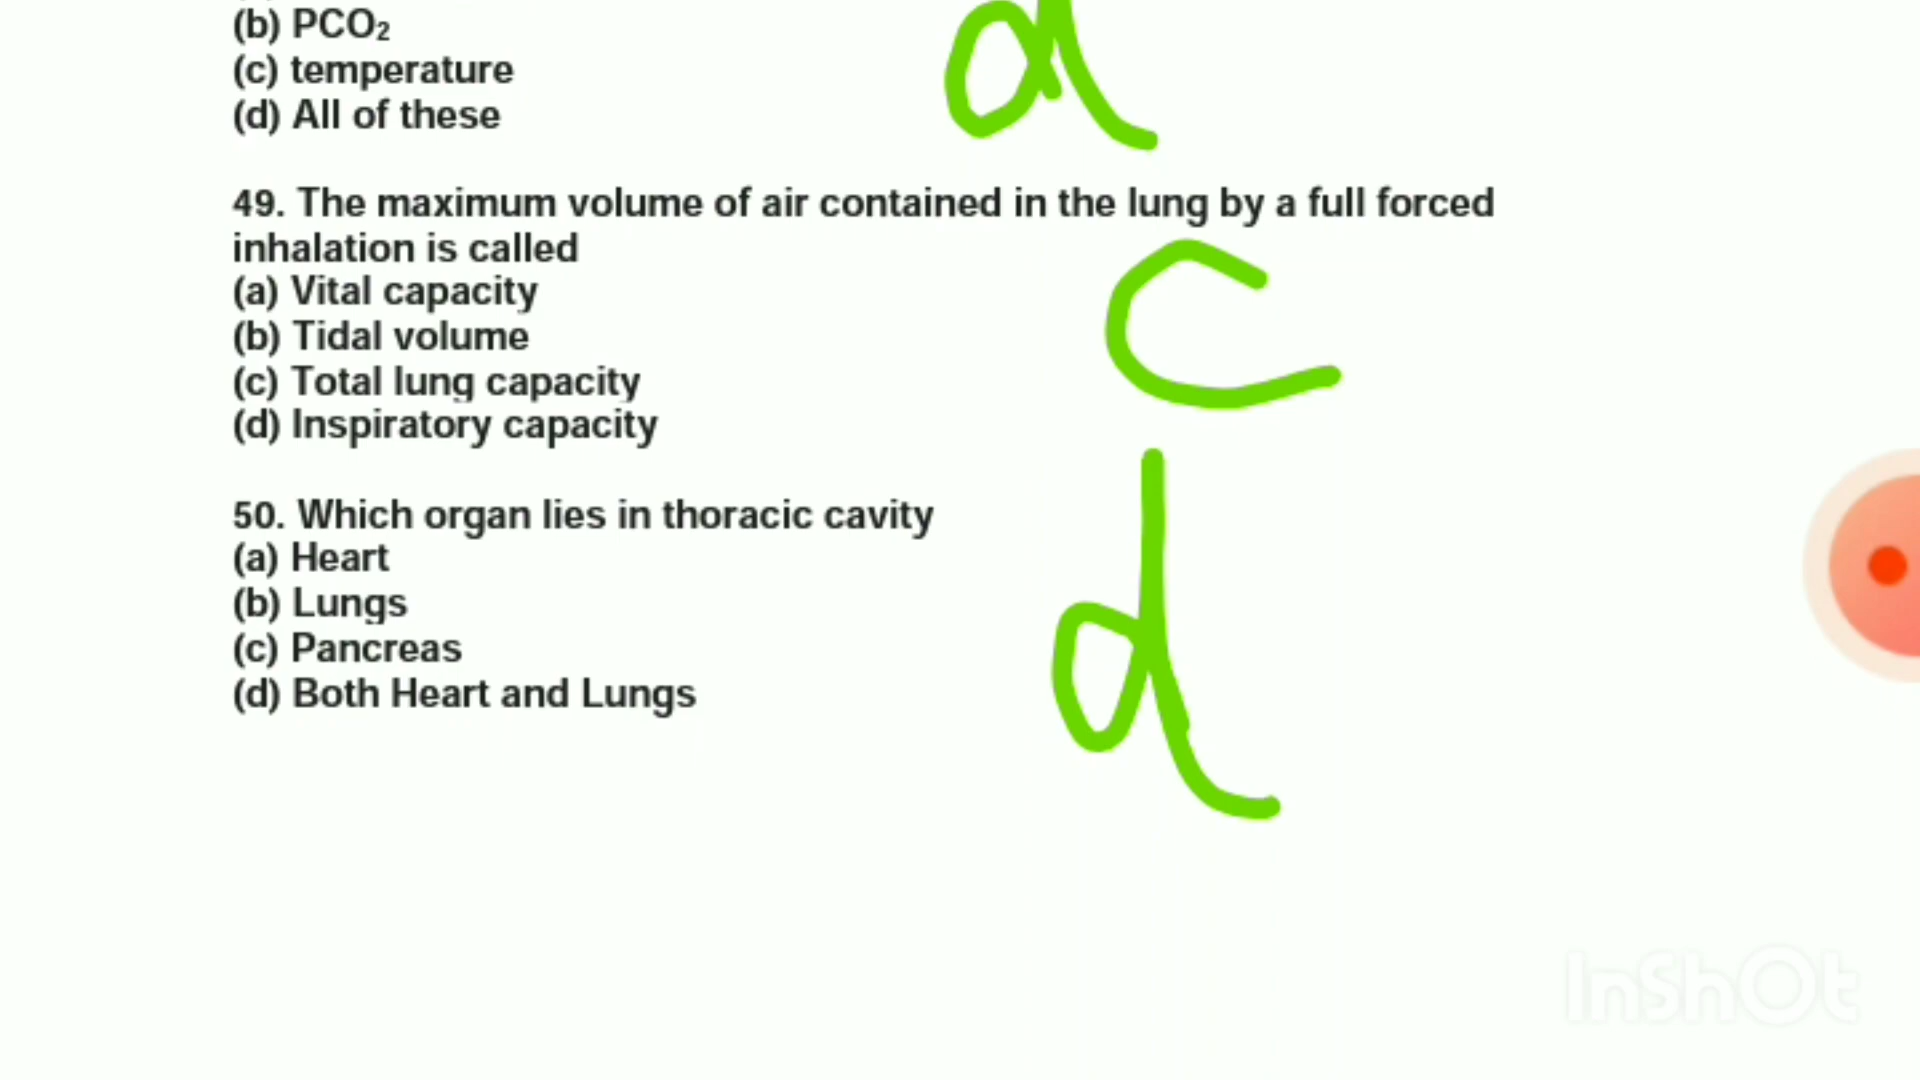 (b) PCO₂
(c) temperature
(d) All of these
d
49. The maximum volume of air contained in the lung by a full forced
inhalation is called
(a) Vital capacity
(b) Tidal volume
(c) Total lung capacity
(d) Inspiratory capacity
c
50. Which organ lies in thoracic cavity
(a) Heart
(b) Lungs
(c) Pancreas
(d) Both Heart and Lungs
d
InShOt